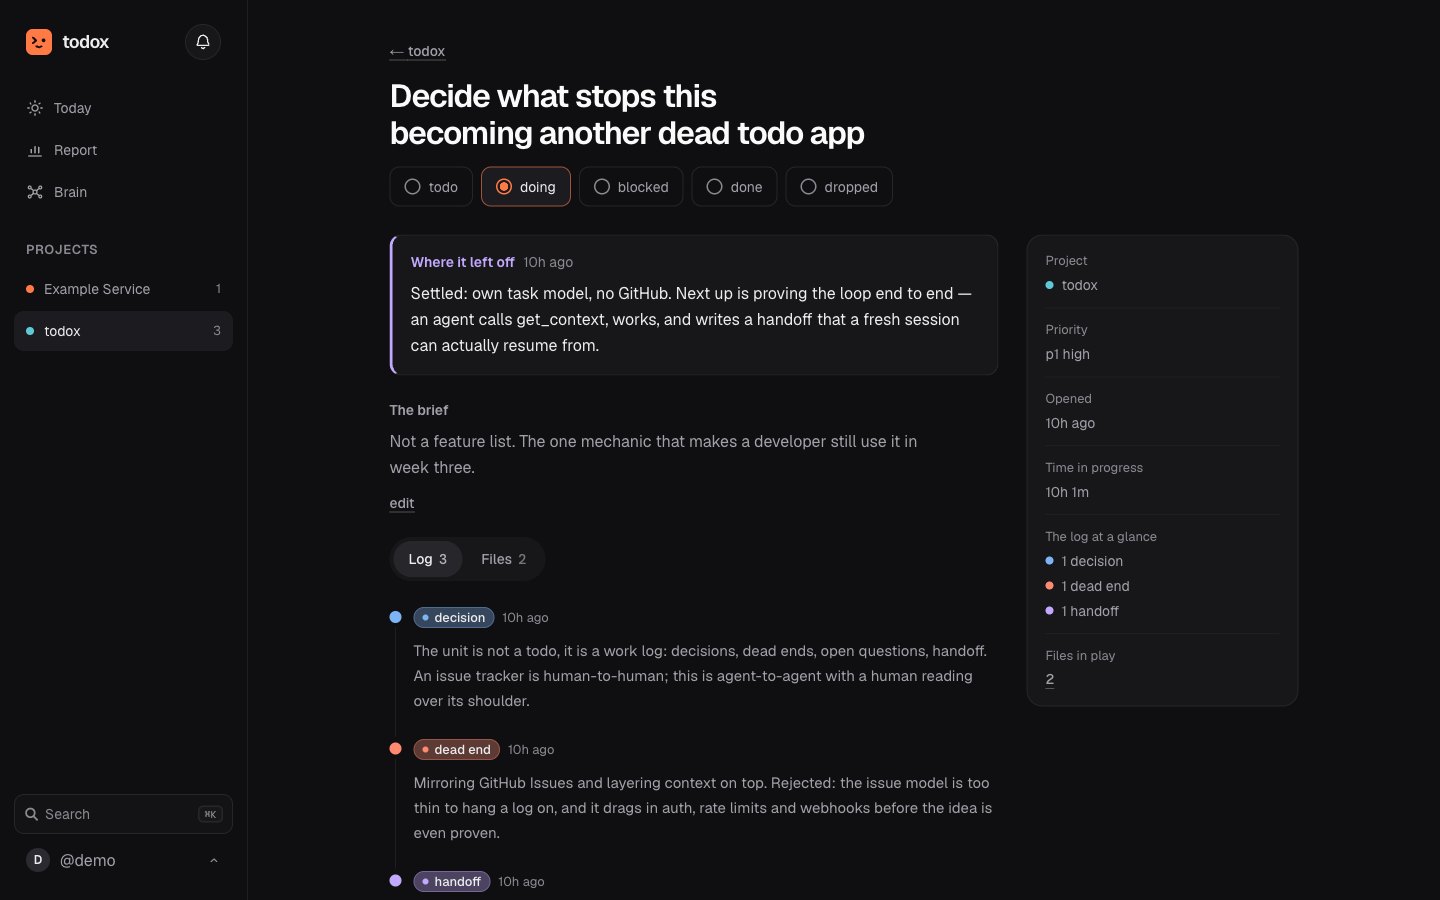 todox
Today
Report
Brain
PROJECTS
Example Service 1
todox 3
Search ⌘K
D @demo
← todox
Decide what stops this
becoming another dead todo app
todo doing blocked done dropped
Where it left off 10h ago
Settled: own task model, no GitHub. Next up is proving the loop end to end —
an agent calls get_context, works, and writes a handoff that a fresh session
can actually resume from.
The brief
Not a feature list. The one mechanic that makes a developer still use it in
week three.
edit
Log 3 Files 2
decision 10h ago
The unit is not a todo, it is a work log: decisions, dead ends, open questions, handoff.
An issue tracker is human-to-human; this is agent-to-agent with a human reading
over its shoulder.
dead end 10h ago
Mirroring GitHub Issues and layering context on top. Rejected: the issue model is too
thin to hang a log on, and it drags in auth, rate limits and webhooks before the idea is
even proven.
handoff 10h ago
Project
todox
Priority
p1 high
Opened
10h ago
Time in progress
10h 1m
The log at a glance
1 decision
1 dead end
1 handoff
Files in play
2